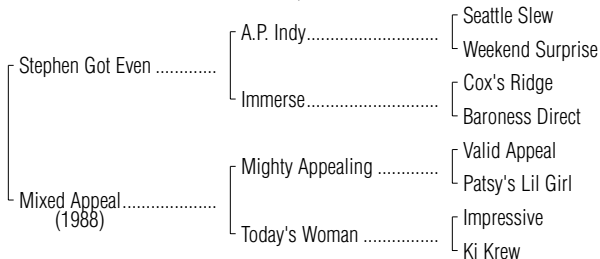 Seattle Slew
A.P. Indy..............................
Weekend Surprise
Stephen Got Even ..............
Cox's Ridge
Immerse..............................
Baroness Direct
Valid Appeal
Mighty Appealing ..............
Patsy's Lil Girl
Mixed Appeal......................
(1988)
Impressive
Today's Woman .................
Ki Krew